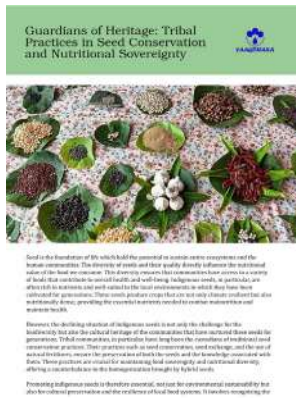 Guardians of Heritage: Tribal
Practices in Seed Conservation
and Nutritional Sovereignty
VAAGDHARA
Seed is the foundation of life which hold the potential to sustain entire ecosystems and the
human communities. The diversity of seeds and their quality directly influence the nutritional
value of the food we consume. This diversity ensures that communities have access to a variety
of foods that contribute to overall health and well-being. Indigenous seeds, in particular, are
often rich in nutrients and well-suited to the local environments in which they have been
cultivated for generations. These seeds produce crops that are not only climate resilient but also
nutritionally dense, providing the essential nutrients needed to combat malnutrition and
maintain health.
However, the declining situation of indigenous seeds is not only the challenge for the
biodiversity but also the cultural heritage of the communities that have nurtured these seeds for
generations. Tribal communities, in particular have long been the custodians of traditional seed
conservation practices. Their practices such as seed conservation, seed exchange, and the use of
natural fertilizers, ensure the preservation of both the seeds and the knowledge associated with
them. These practices are crucial for maintaining food sovereignty and nutritional diversity,
offering a counterbalance to the homogenization brought by hybrid seeds.
Promoting indigenous seeds is therefore essential, not just for environmental sustainability but
also for cultural preservation and the resilience of local food systems. It involves recognizing the